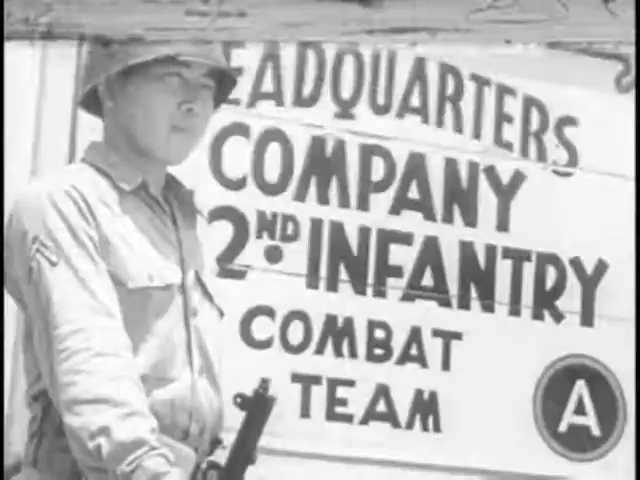 EADQUARTERS
COMPANY
2ND. INFANTRY
COMBAT
TEAM
A